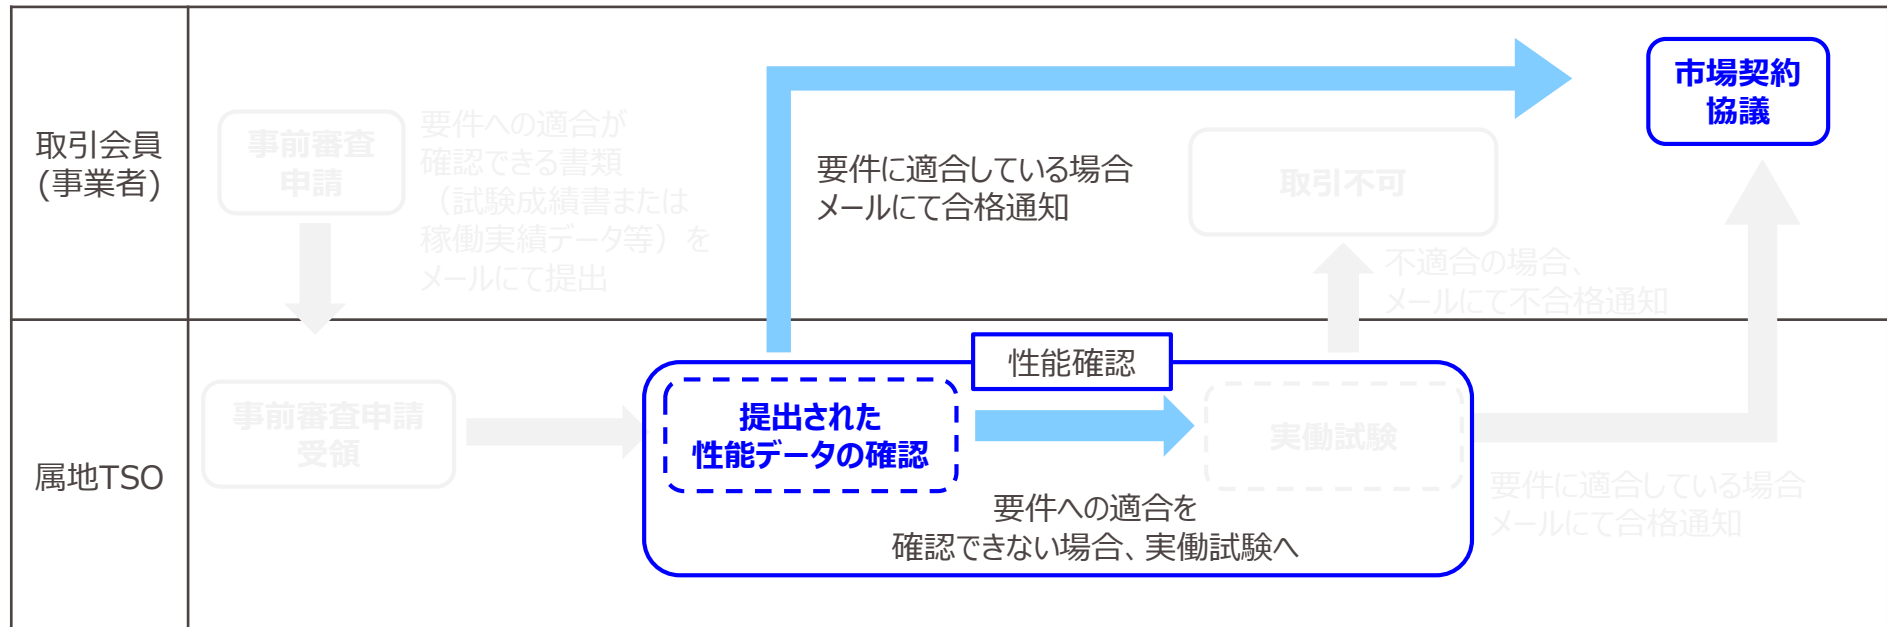 取引会員
(事業者)
事前審査
申請
要件への適合が
確認できる書類
（試験成績書または
稼働実績データ等）を
メールにて提出
要件に適合している場合
メールにて合格通知
取引不可
不適合の場合、
メールにて不合格通知
市場契約
協議
属地TSO
事前審査申請
受領
性能確認
提出された
性能データの確認
実働試験
要件への適合を
確認できない場合、実働試験へ
要件に適合している場合
メールにて合格通知